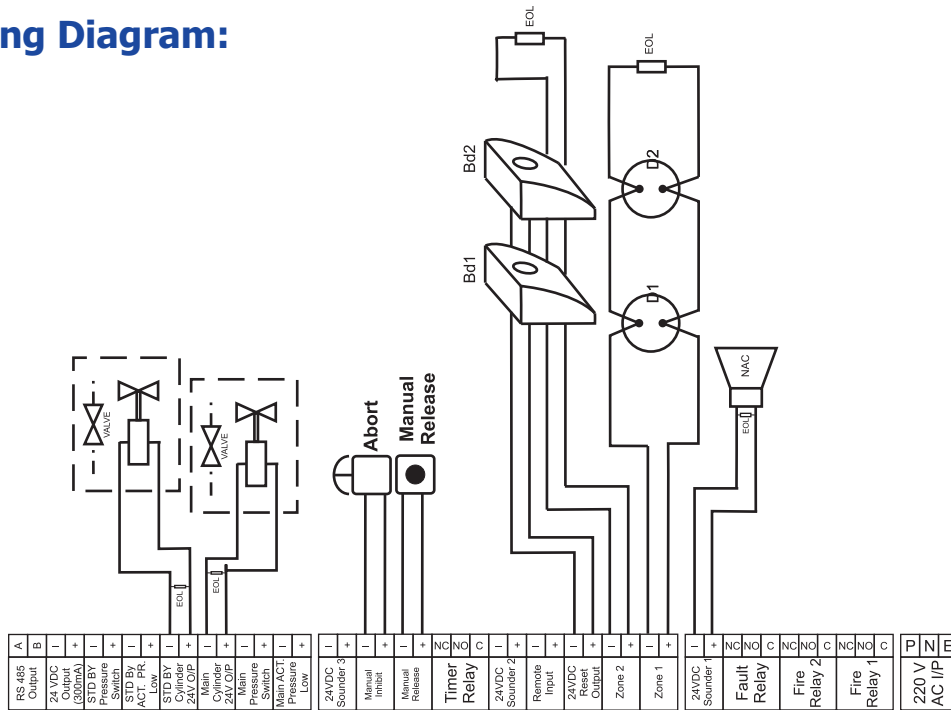 ng Diagram:
EOL
EOL
Bd2
D2
Bd1
D1
NAC
EOL
VALVE
VALVE
Abort
Manual
Release
EOL
EOL
A B - + - + - + - + - + - + - +
RS 485
Output
24 VDC
Output
(300mA)
STD BY
Pressure
Switch
STD By
ACT. PR.
Low
STD BY
Cylinder
24V O/P
Main
Cylinder
24V O/P
Main
Pressure
Switch
Main ACT.
Pressure
Low
- + - + - + NC NO C - + - + - + - + - +
24VDC
Sounder 3
Manual
Inhibit
Manual
Release
Timer
Relay
24VDC
Sounder 2
Remote
Input
24VDC
Reset
Output
Zone 2
Zone 1
- + NC NO C NC NO C NC NO C
24VDC
Sounder 1
Fault
Relay
Fire
Relay 2
Fire
Relay 1
P N E
220 V
AC I/P